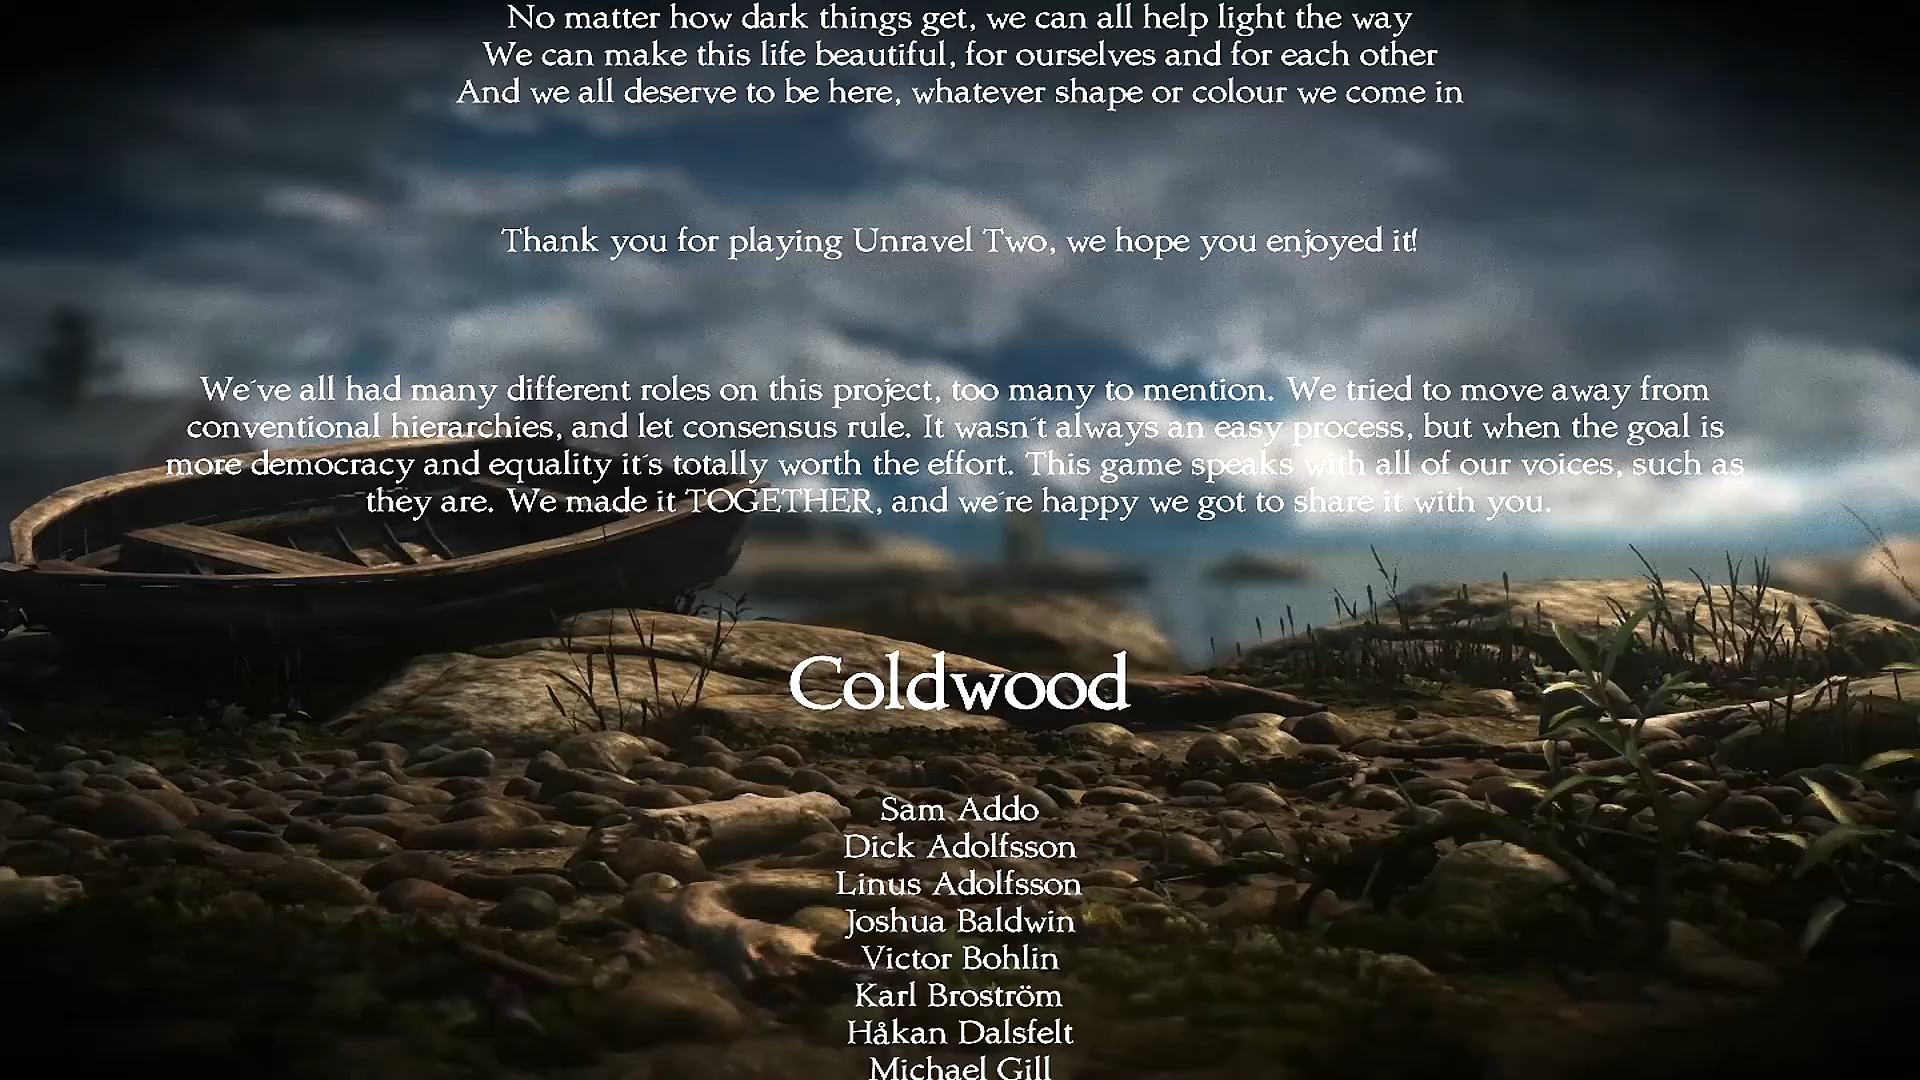 No matter how dark things get, we can all help light the way
We can make this life beautiful, for ourselves and for each other
And we all deserve to be here, whatever shape or colour we come in
Thank you for playing Unravel Two, we hope you enjoyed it!
We´ve all had many different roles on this project, too many to mention. We tried to move away from
conventional hierarchies, and let consensus rule. It wasn´t always an easy process, but when the goal is
more democracy and equality it´s totally worth the effort. This game speaks with all of our voices, such as
they are. We made it TOGETHER, and we´re happy we got to share it with you.
Coldwood
Sam Addo
Dick Adolfsson
Linus Adolfsson
Joshua Baldwin
Victor Bohlin
Karl Broström
Håkan Dalsfelt
Michael Gill